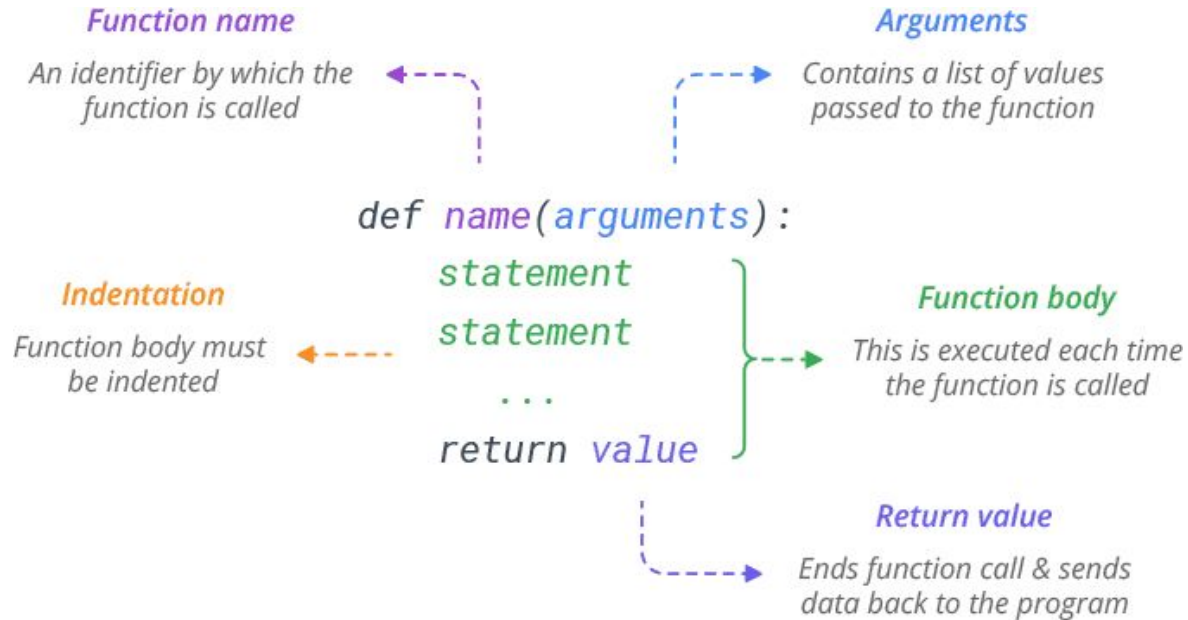 Function name
An identifier by which the
function is called
Arguments
Contains a list of values
passed to the function
def name(arguments):
statement
statement
...
return value
Indentation
Function body must
be indented
Function body
This is executed each time
the function is called
Return value
Ends function call & sends
data back to the program